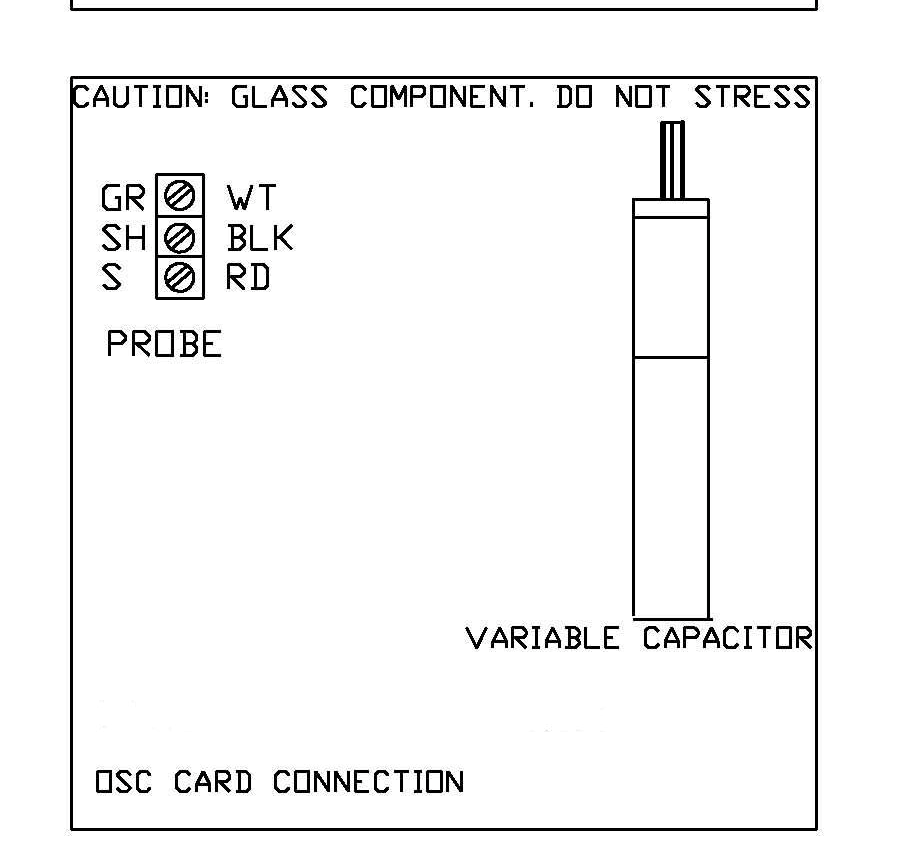 CAUTION: GLASS COMPONENT. DO NOT STRESS
GR WT
SH BLK
S RD
PROBE
VARIABLE CAPACITOR
OSC CARD CONNECTION